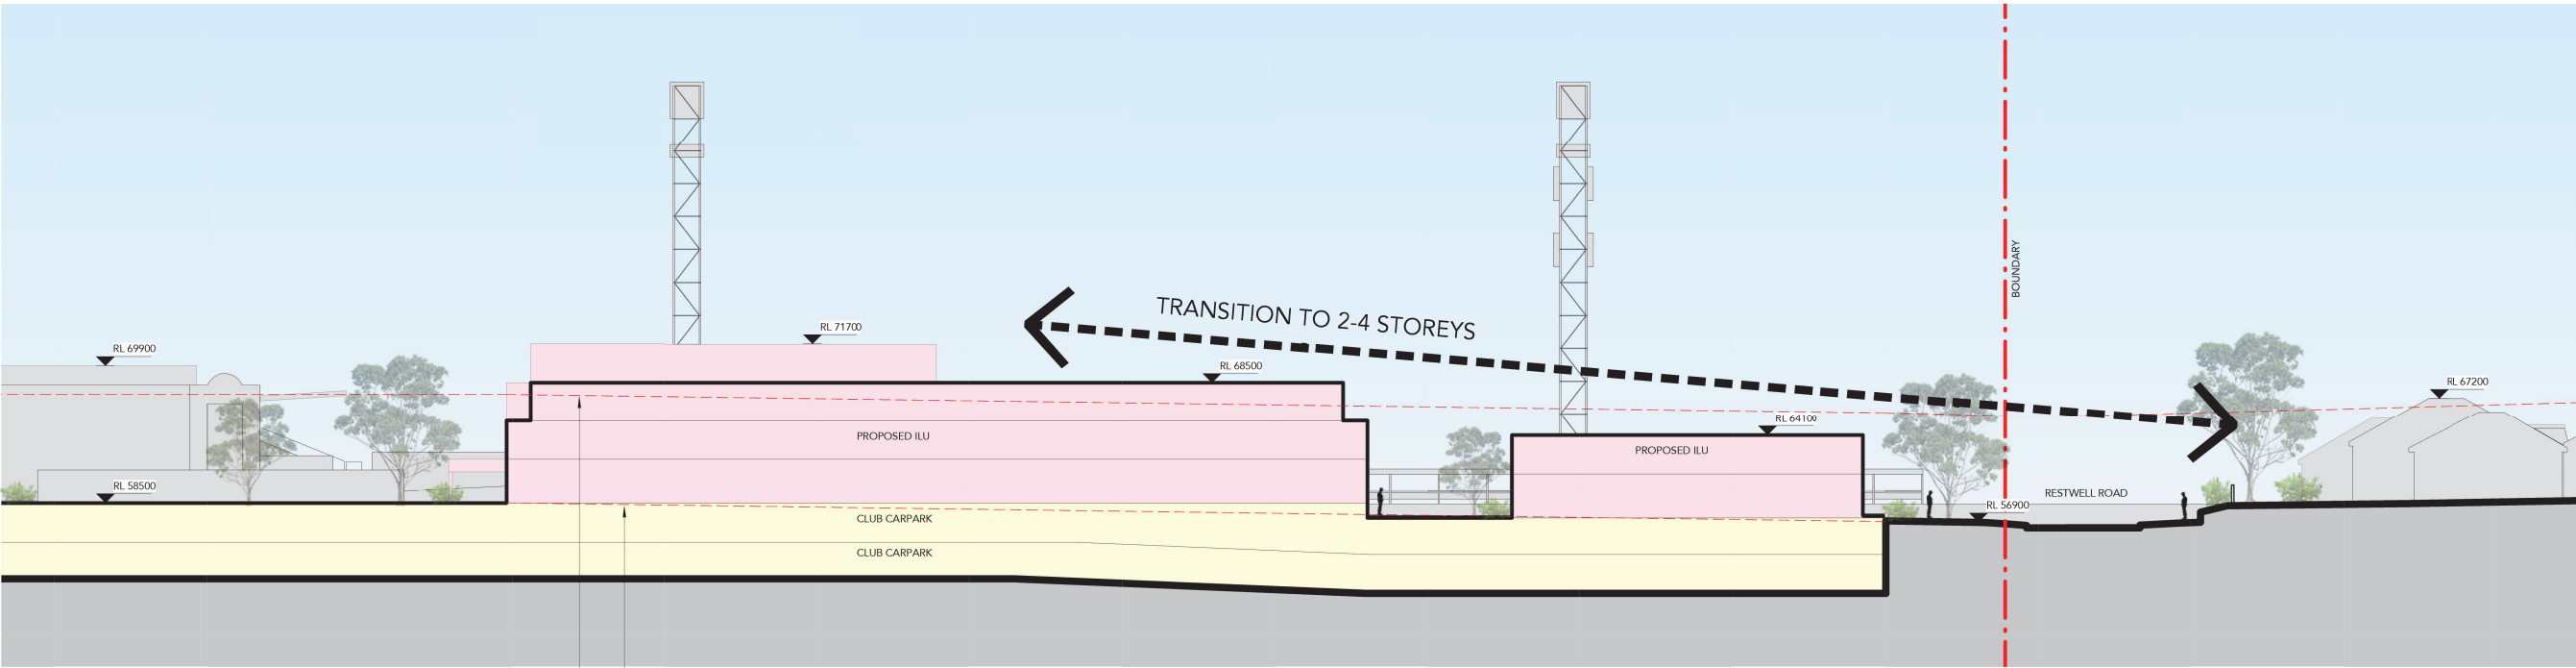 BOUNDARY
TRANSITION TO 2-4 STOREYS
RL 71700
RL 69900
RL 68500
RL 67200
RL 64100
PROPOSED ILU
PROPOSED ILU
RL 58500
RESTWELL ROAD
RL 56900
CLUB CARPARK
CLUB CARPARK